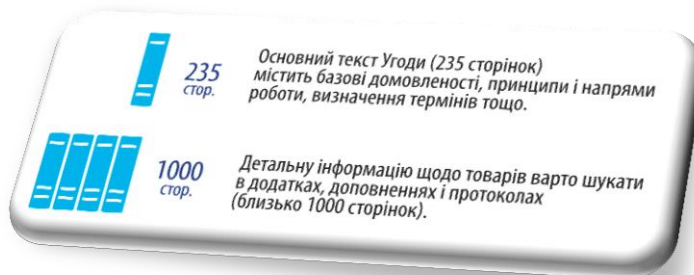 235
стор.
Основний текст Угоди (235 сторінок)
містить базові домовленості, принципи і напрями
роботи, визначення термінів тощо.
1000
стор.
Детальну інформацію щодо товарів варто шукати
в додатках, доповненнях і протоколах
(близько 1000 сторінок).